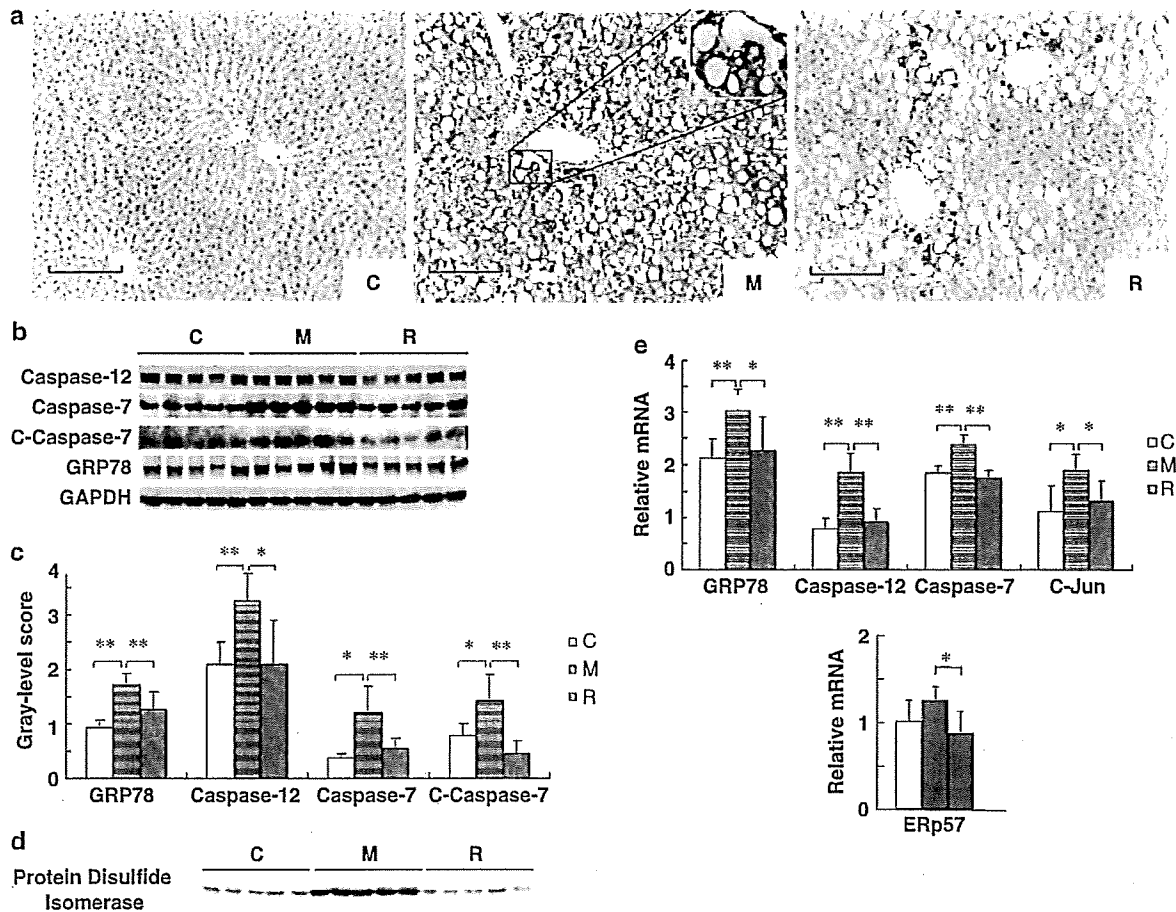 a
C
M
R
b
C M R
Caspase-12
Caspase-7
C-Caspase-7
GRP78
GAPDH
c
Gray-level score
4
3
2
1
0
** *
** **
* **
* **
GRP78 Caspase-12 Caspase-7 C-Caspase-7
C
M
R
d
C M R
Protein Disulfide
Isomerase
e
Relative mRNA
4
3
2
1
0
** *
** **
** **
* *
GRP78 Caspase-12 Caspase-7 C-Jun
C
M
R
Relative mRNA
2
1
0
*
ERp57